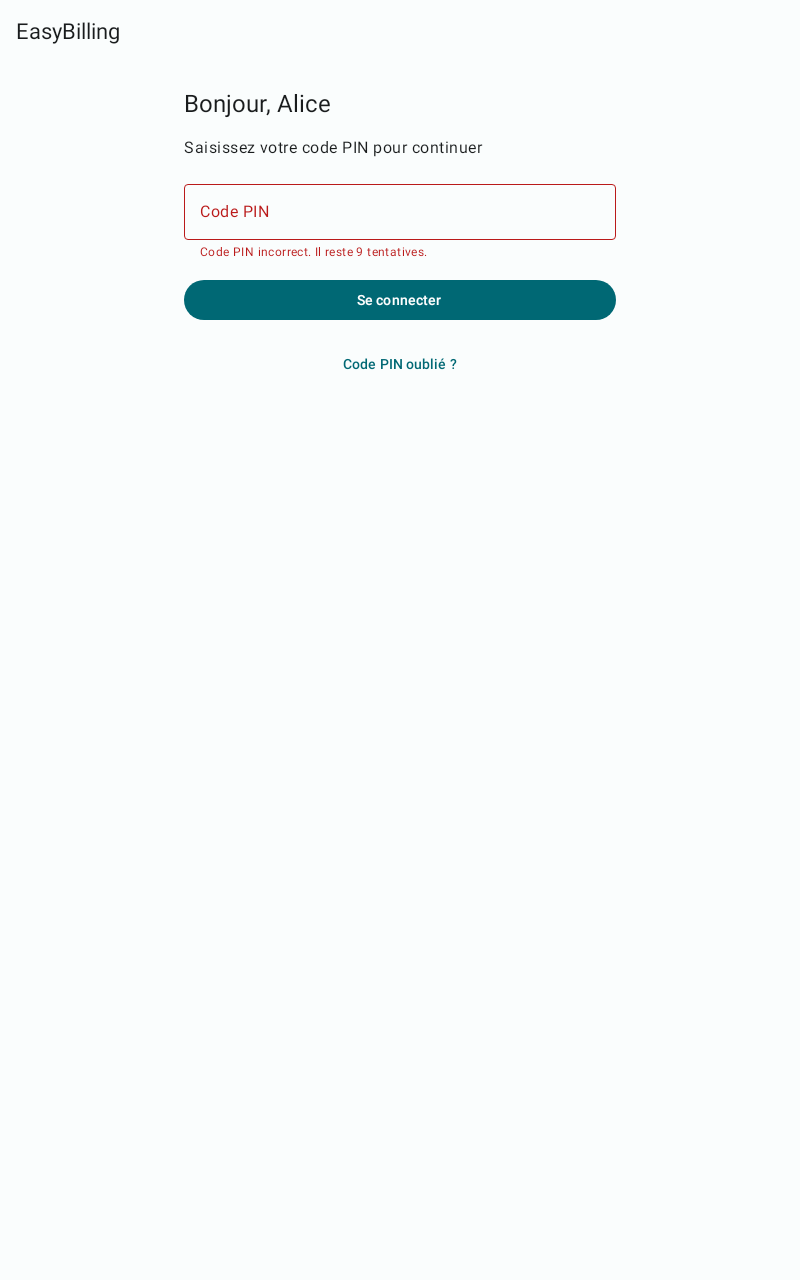 EasyBilling
Bonjour, Alice
Saisissez votre code PIN pour continuer
Code PIN
Code PIN incorrect. Il reste 9 tentatives.
Se connecter
Code PIN oublié ?